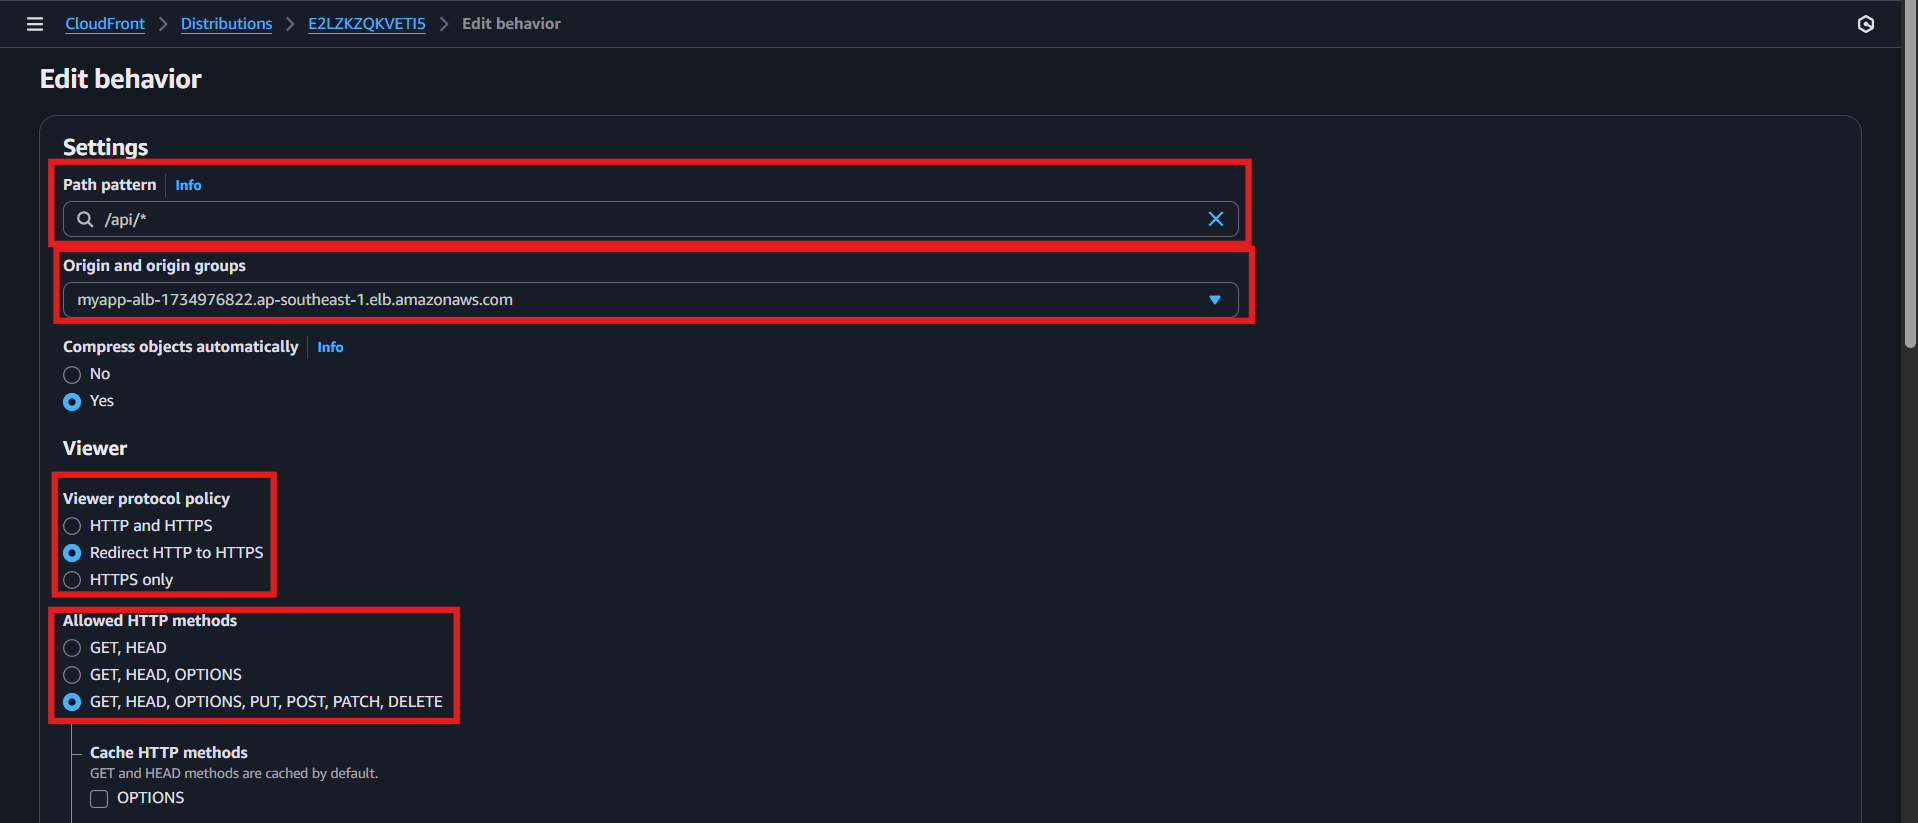 CloudFront > Distributions > E2LZKZQKVETI5 > Edit behavior
Edit behavior
Settings
Path pattern | Info
/api/*
Origin and origin groups
myapp-alb-1734976822.ap-southeast-1.elb.amazonaws.com
Compress objects automatically | Info
No
Yes
Viewer
Viewer protocol policy
HTTP and HTTPS
Redirect HTTP to HTTPS
HTTPS only
Allowed HTTP methods
GET, HEAD
GET, HEAD, OPTIONS
GET, HEAD, OPTIONS, PUT, POST, PATCH, DELETE
Cache HTTP methods
GET and HEAD methods are cached by default.
OPTIONS